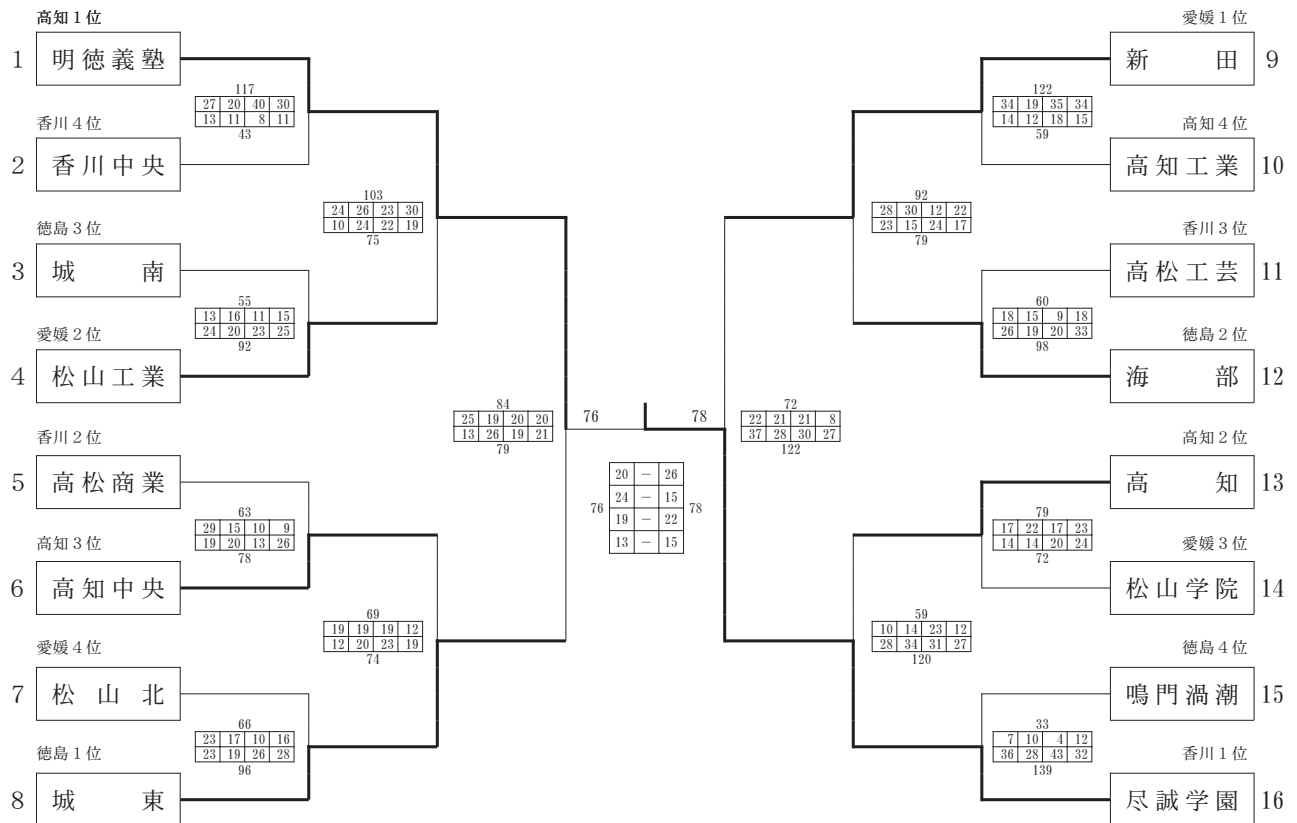 高知1位
1 明徳義塾
117
27 20 40 30
13 11 8 11
43
香川4位
2 香川中央
103
24 26 23 30
10 24 22 19
75
徳島3位
3 城南
55
13 16 11 15
24 20 23 25
92
愛媛2位
4 松山工業
84
25 19 20 20
13 26 19 21
79
香川2位
5 高松商業
63
29 15 10 9
19 20 13 26
78
高知3位
6 高知中央
69
19 19 19 12
12 20 23 19
74
愛媛4位
7 松山北
66
23 17 10 16
23 19 26 28
96
徳島1位
8 城東
76 78
20 - 26
24 - 15
76 78
19 - 22
13 - 15
愛媛1位
新田 9
122
34 19 35 34
14 12 18 15
59
高知4位
高知工業 10
92
28 30 12 22
23 15 24 17
79
香川3位
高松工芸 11
60
18 15 9 18
26 19 20 33
98
徳島2位
海部 12
72
22 21 21 8
37 28 30 27
122
高知2位
高知 13
79
17 22 17 23
14 14 20 24
72
愛媛3位
松山学院 14
59
10 14 23 12
28 34 31 27
120
徳島4位
鳴門渦潮 15
33
7 10 4 12
36 28 43 32
139
香川1位
尽誠学園 16